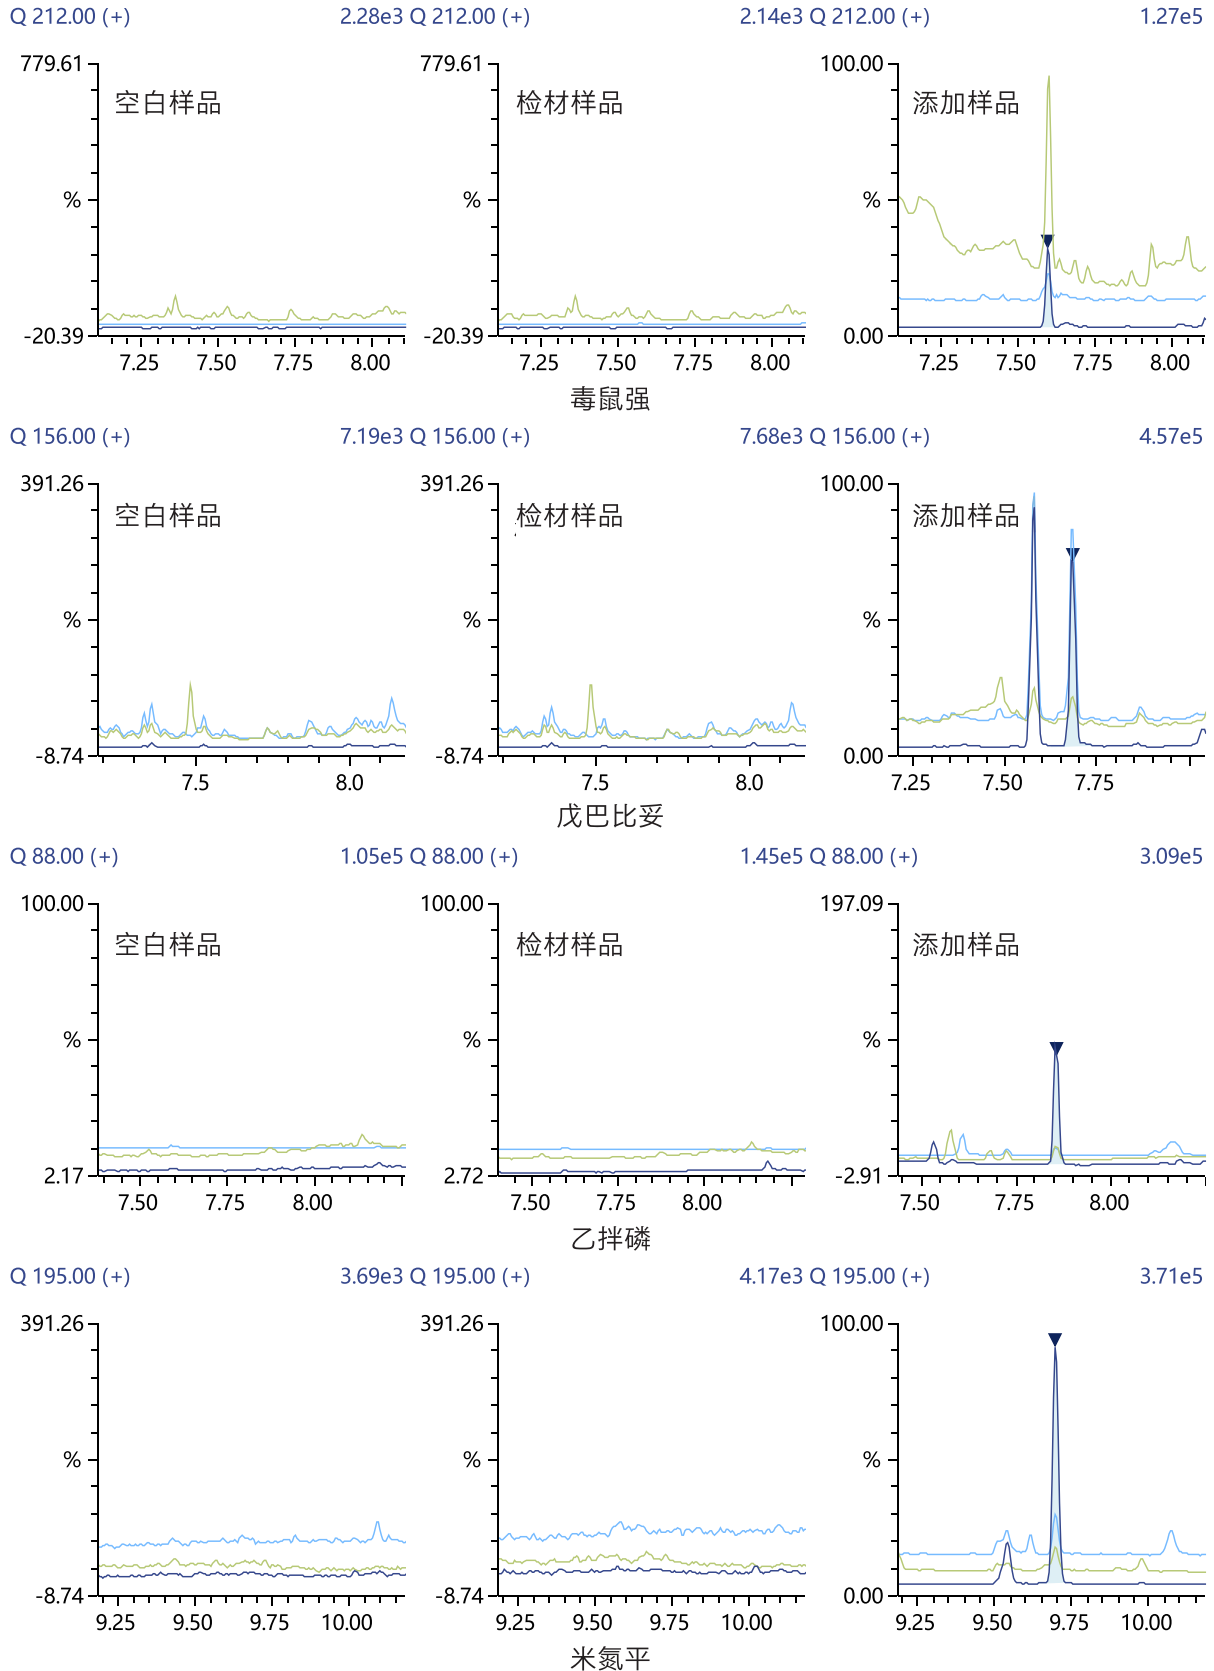 Q 212.00 (+) 2.28e3 Q 212.00 (+) 2.14e3 Q 212.00 (+) 1.27e5
779.61 779.61 100.00
空白样品 检材样品 添加样品
% % %
-20.39 -20.39 0.00
7.25 7.50 7.75 8.00 7.25 7.50 7.75 8.00 7.25 7.50 7.75 8.00
毒鼠强
Q 156.00 (+) 7.19e3 Q 156.00 (+) 7.68e3 Q 156.00 (+) 4.57e5
391.26 391.26 100.00
空白样品 检材样品 添加样品
% % %
-8.74 -8.74 0.00
7.5 8.0 7.5 8.0 7.25 7.50 7.75
戊巴比妥
Q 88.00 (+) 1.05e5 Q 88.00 (+) 1.45e5 Q 88.00 (+) 3.09e5
100.00 100.00 197.09
空白样品 检材样品 添加样品
% % %
2.17 2.72 -2.91
7.50 7.75 8.00 7.50 7.75 8.00 7.50 7.75 8.00
乙拌磷
Q 195.00 (+) 3.69e3 Q 195.00 (+) 4.17e3 Q 195.00 (+) 3.71e5
391.26 391.26 100.00
% % %
-8.74 -8.74 0.00
9.25 9.50 9.75 10.00 9.25 9.50 9.75 10.00 9.25 9.50 9.75 10.00
米氮平